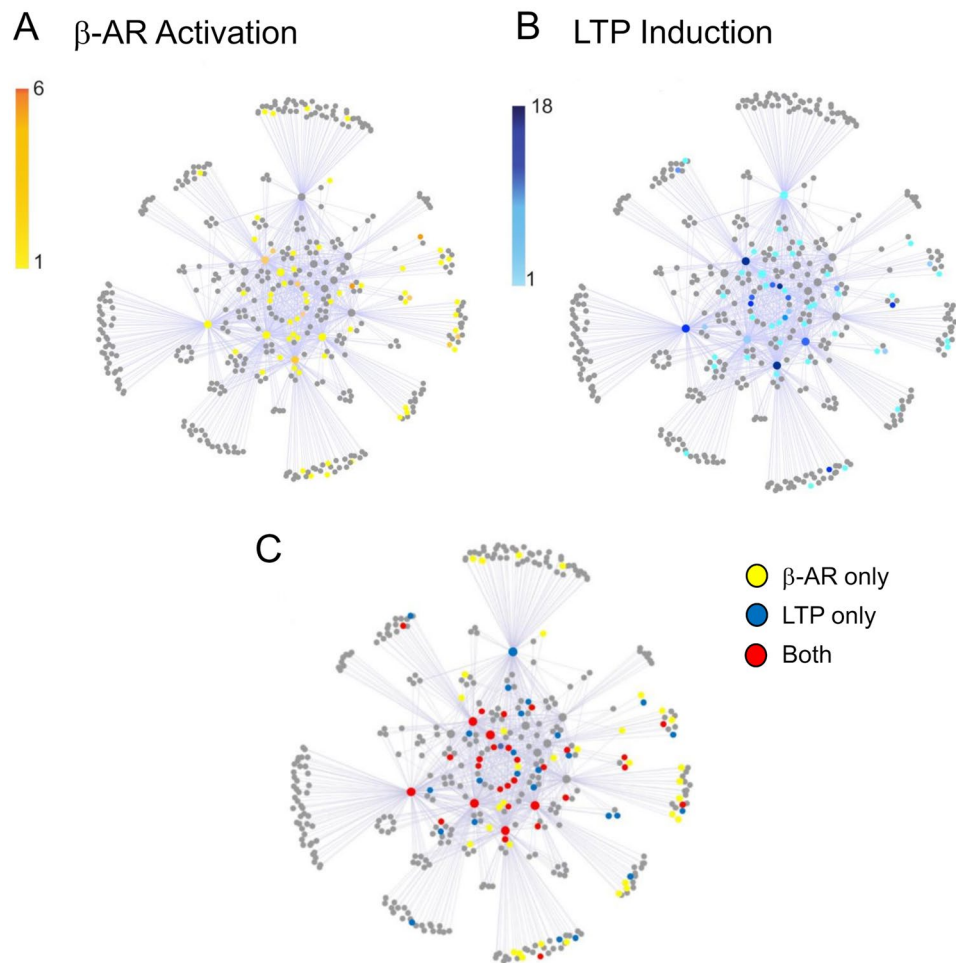 A β-AR Activation
6
1
B LTP Induction
18
1
C
β-AR only
LTP only
Both